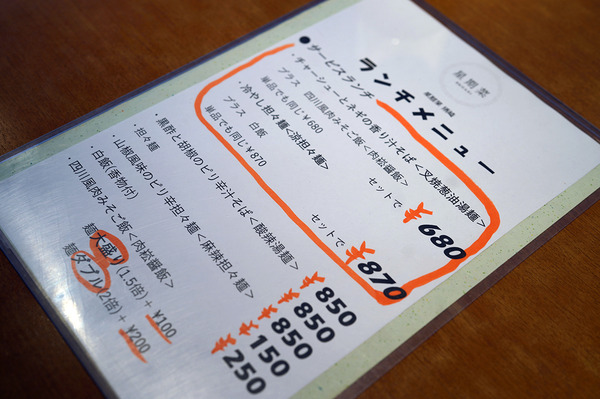 星期菜
ランチメニュー
●サービスランチ
・チャーシューとネギの香り汁そば<叉焼葱油湯麺>
プラス 四川風肉みそご飯<肉崧醤飯>
単品でも同じ¥680
セットで ¥680
・冷やし担々麺<涼担々麺>
プラス 白飯
単品でも同じ¥870
セットで ¥870
・黒酢と胡椒のピリ辛汁そば<酸辣湯麺> ¥850
・山椒風味のピリ辛担々麺<麻辣担々麺> ¥850
・担々麺 ¥850
・白飯(香物付) ¥150
・四川風肉みそご飯<肉崧醤飯> ¥250
麺大盛り(1.5倍)+ ¥100
麺ダブル(2倍)+ ¥200